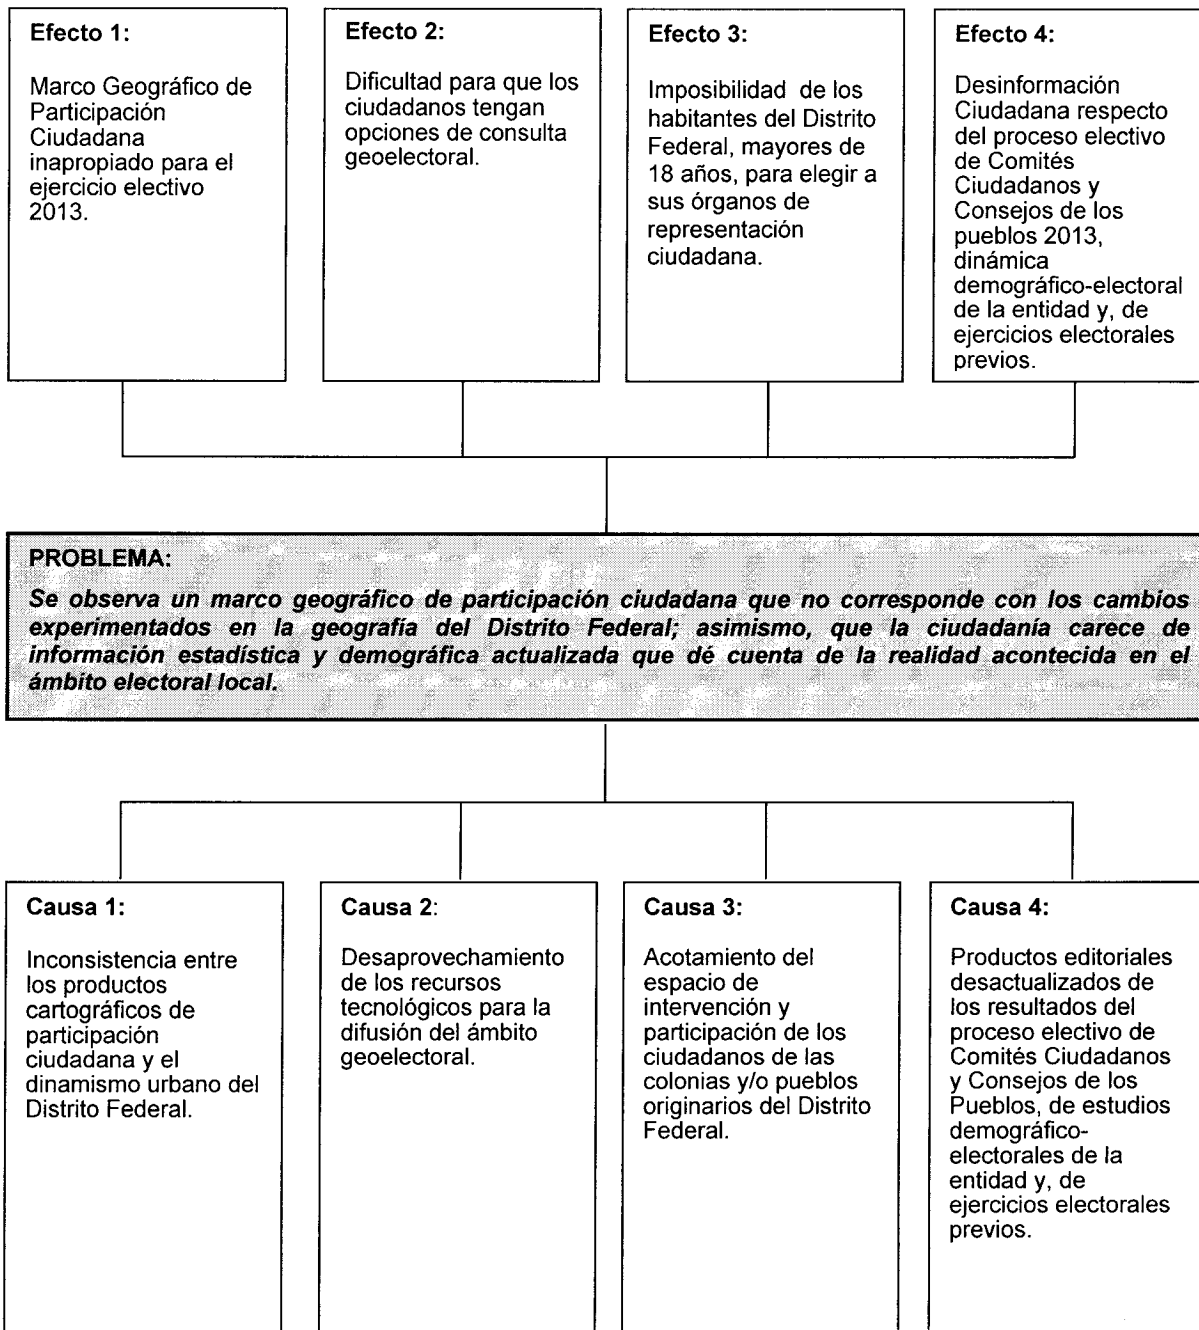 Efecto 1:
Marco Geográfico de
Participación
Ciudadana
inapropiado para el
ejercicio electivo
2013.
Efecto 2:
Dificultad para que los
ciudadanos tengan
opciones de consulta
geoelectoral.
Efecto 3:
Imposibilidad de los
habitantes del Distrito
Federal, mayores de
18 años, para elegir a
sus órganos de
representación
ciudadana.
Efecto 4:
Desinformación
Ciudadana respecto
del proceso electivo
de Comités
Ciudadanos y
Consejos de los
pueblos 2013,
dinámica
demográfico-electoral
de la entidad y, de
ejercicios electorales
previos.
PROBLEMA:
Se observa un marco geográfico de participación ciudadana que no corresponde con los cambios
experimentados en la geografía del Distrito Federal; asimismo, que la ciudadanía carece de
información estadística y demográfica actualizada que dé cuenta de la realidad acontecida en el
ámbito electoral local.
Causa 1:
Inconsistencia entre
los productos
cartográficos de
participación
ciudadana y el
dinamismo urbano del
Distrito Federal.
Causa 2:
Desaprovechamiento
de los recursos
tecnológicos para la
difusión del ámbito
geoelectoral.
Causa 3:
Acotamiento del
espacio de
intervención y
participación de los
ciudadanos de las
colonias y/o pueblos
originarios del Distrito
Federal.
Causa 4:
Productos editoriales
desactualizados de
los resultados del
proceso electivo de
Comités Ciudadanos
y Consejos de los
Pueblos, de estudios
demográfico-
electorales de la
entidad y, de
ejercicios electorales
previos.